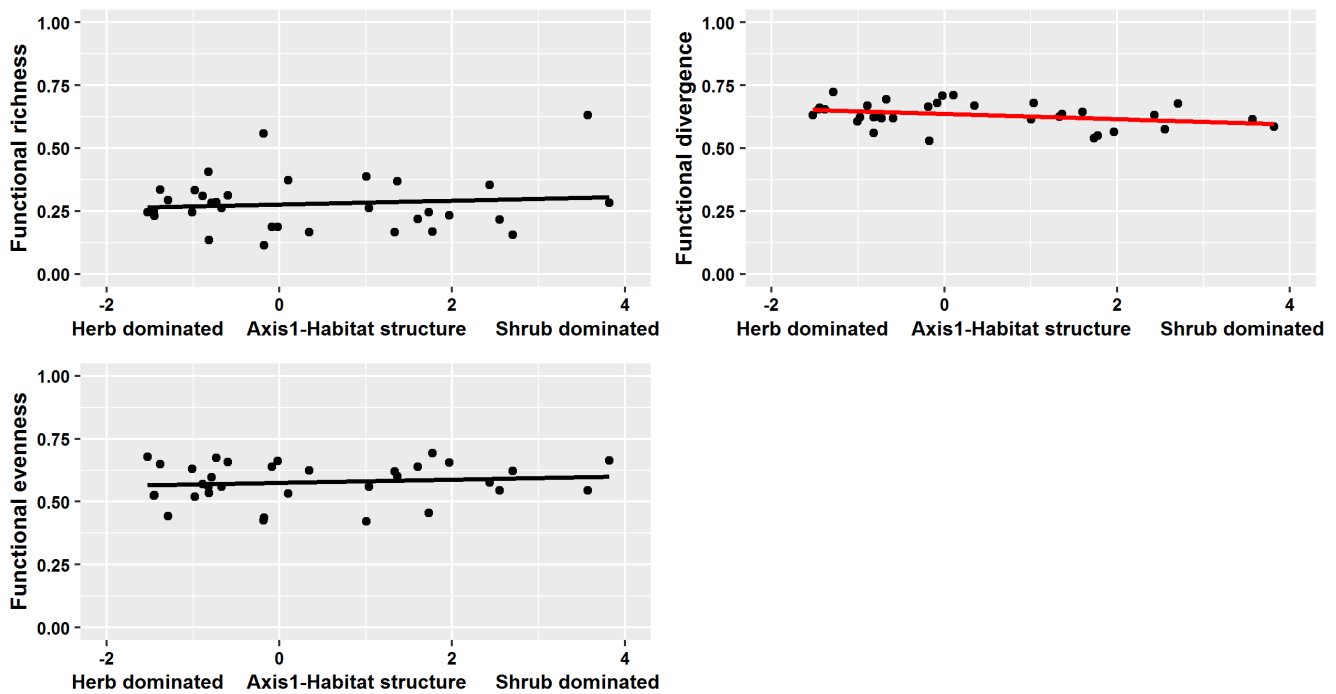 Functional richness
1.00
0.75
0.50
0.25
0.00
-2 0 2 4
Herb dominated Axis1-Habitat structure Shrub dominated
Functional divergence
1.00
0.75
0.50
0.25
0.00
-2 0 2 4
Herb dominated Axis1-Habitat structure Shrub dominated
Functional evenness
1.00
0.75
0.50
0.25
0.00
-2 0 2 4
Herb dominated Axis1-Habitat structure Shrub dominated